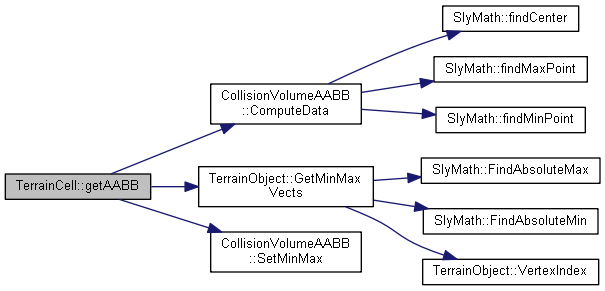 SlyMath::findCenter
SlyMath::findMaxPoint
CollisionVolumeAABB
::ComputeData
SlyMath::findMinPoint
TerrainCell::getAABB
TerrainObject::GetMinMax
Vects
SlyMath::FindAbsoluteMax
SlyMath::FindAbsoluteMin
CollisionVolumeAABB
::SetMinMax
TerrainObject::VertexIndex